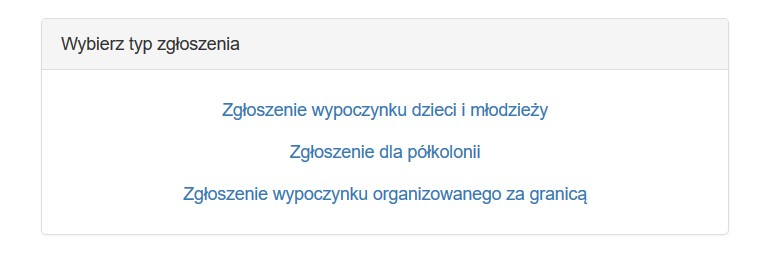 Wybierz typ zgłoszenia
Zgłoszenie wypoczynku dzieci i młodzieży
Zgłoszenie dla półkolonii
Zgłoszenie wypoczynku organizowanego za granicą